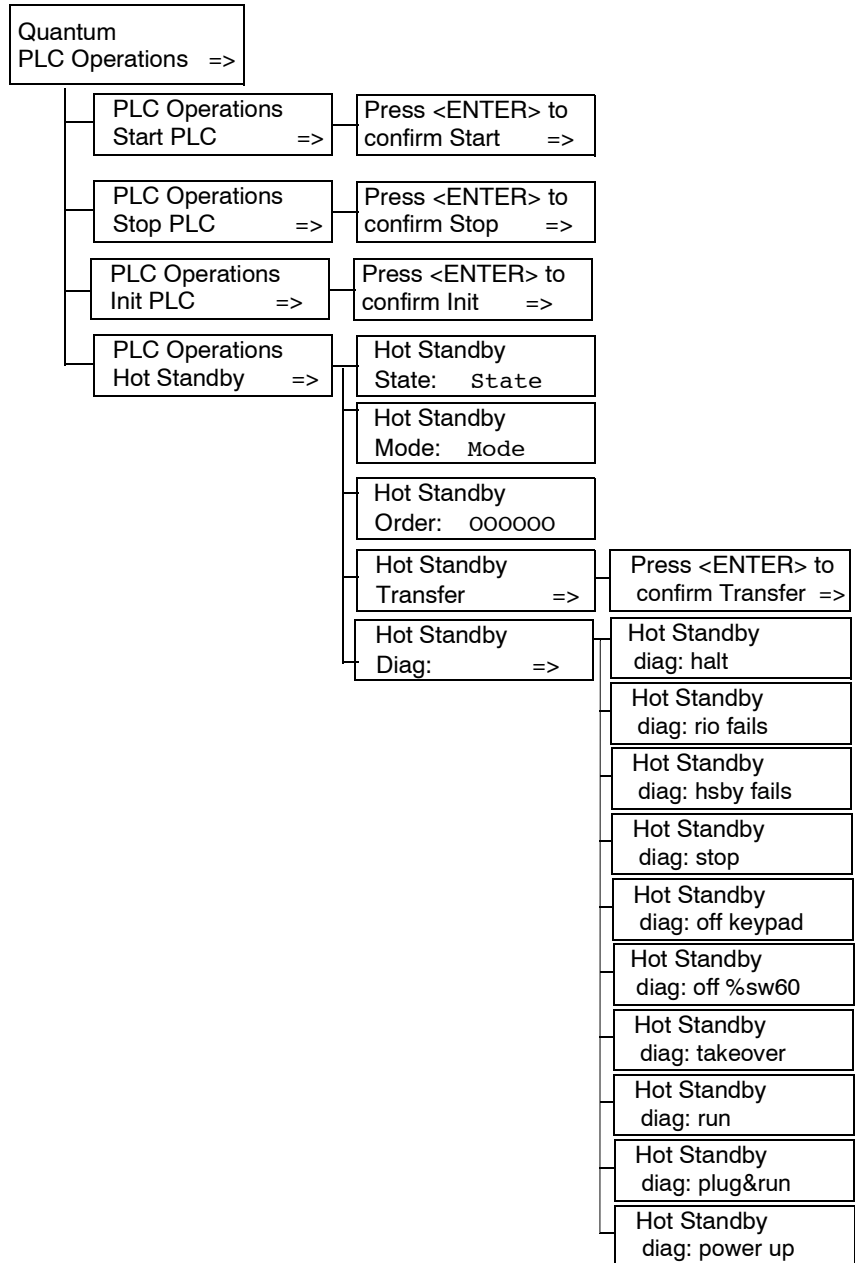 Quantum
PLC Operations =>
PLC Operations
Start PLC =>
Press <ENTER> to
confirm Start =>
PLC Operations
Stop PLC =>
Press <ENTER> to
confirm Stop =>
PLC Operations
Init PLC =>
Press <ENTER> to
confirm Init =>
PLC Operations
Hot Standby =>
Hot Standby
State: State
Hot Standby
Mode: Mode
Hot Standby
Order: OOOOOO
Hot Standby
Transfer =>
Press <ENTER> to
confirm Transfer =>
Hot Standby
Diag: =>
Hot Standby
diag: halt
Hot Standby
diag: rio fails
Hot Standby
diag: hsby fails
Hot Standby
diag: stop
Hot Standby
diag: off keypad
Hot Standby
diag: off %sw60
Hot Standby
diag: takeover
Hot Standby
diag: run
Hot Standby
diag: plug&run
Hot Standby
diag: power up